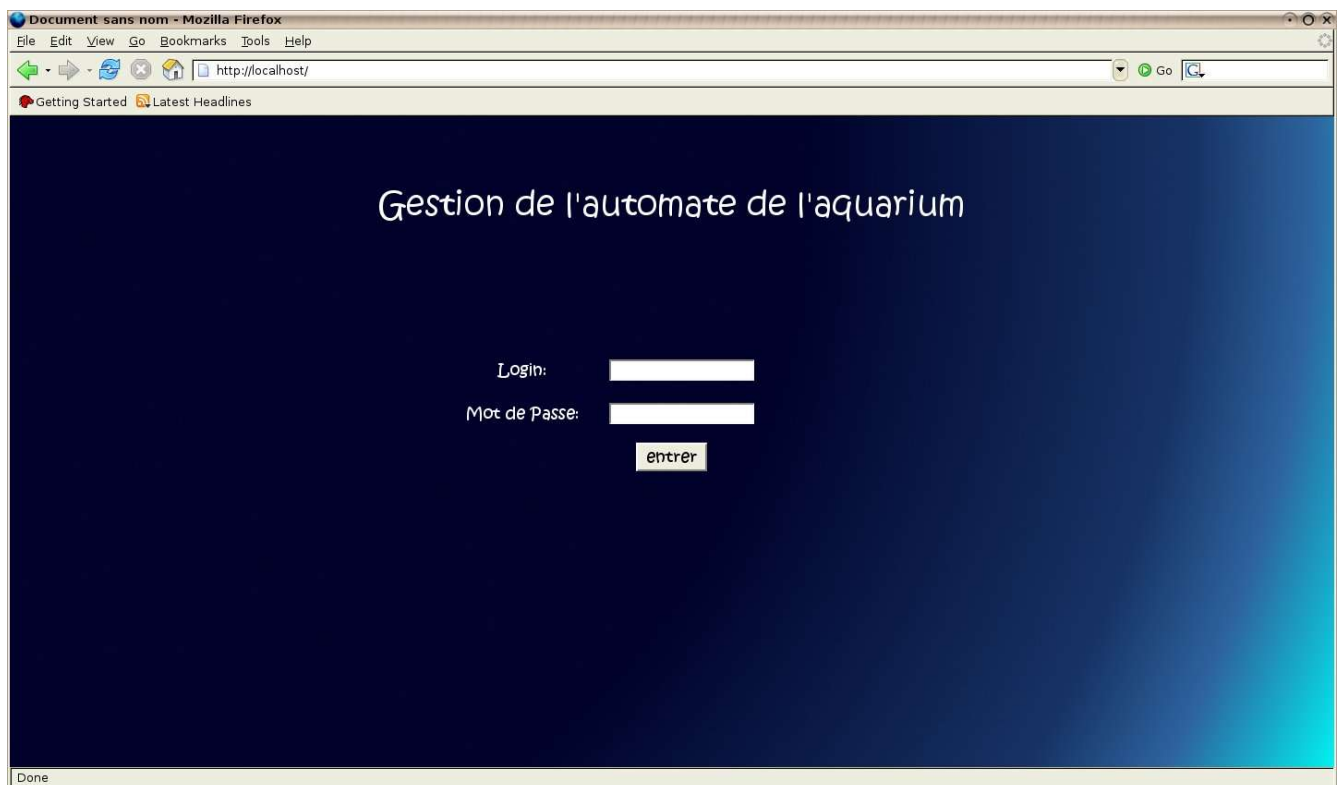 Document sans nom - Mozilla Firefox
File Edit View Go Bookmarks Tools Help
http://localhost/ Go G
Getting Started Latest Headlines
Gestion de l'automate de l'aquarium
Login:
Mot de Passe:
entrer
Done